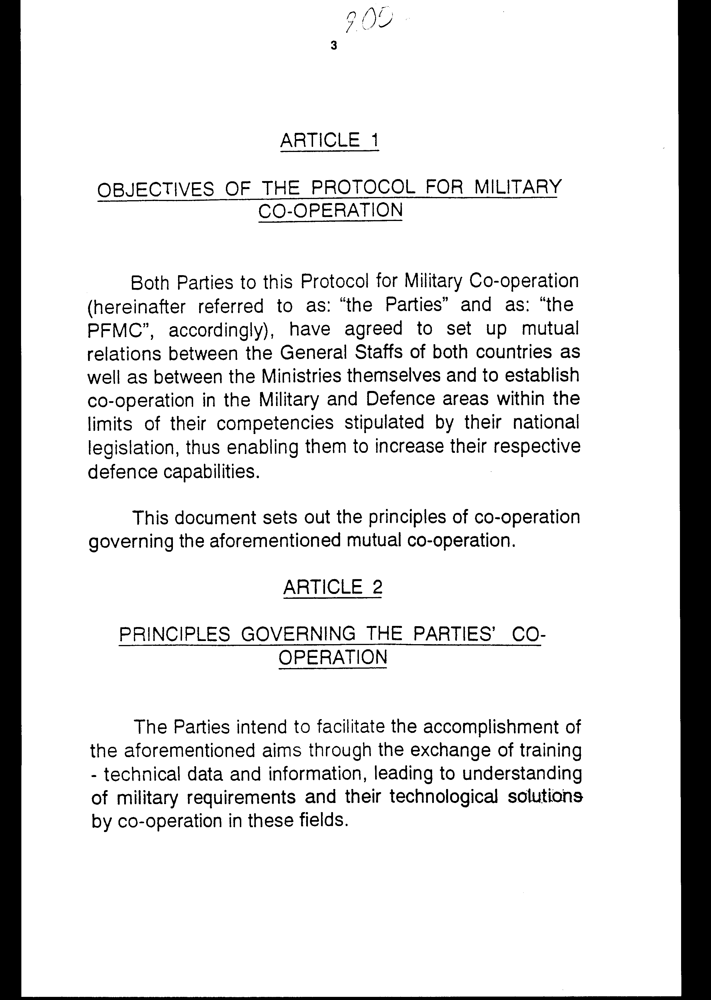 905
3
ARTICLE 1
OBJECTIVES OF THE PROTOCOL FOR MILITARY
CO-OPERATION
Both Parties to this Protocol for Military Co-operation
(hereinafter referred to as: “the Parties” and as: “the
PFMC”, accordingly), have agreed to set up mutual
relations between the General Staffs of both countries as
well as between the Ministries themselves and to establish
co-operation in the Military and Defence areas within the
limits of their competencies stipulated by their national
legislation, thus enabling them to increase their respective
defence capabilities.
This document sets out the principles of co-operation
governing the aforementioned mutual co-operation.
ARTICLE 2
PRINCIPLES GOVERNING THE PARTIES’ CO-
OPERATION
The Parties intend to facilitate the accomplishment of
the aforementioned aims through the exchange of training
- technical data and information, leading to understanding
of military requirements and their technological solutions
by co-operation in these fields.